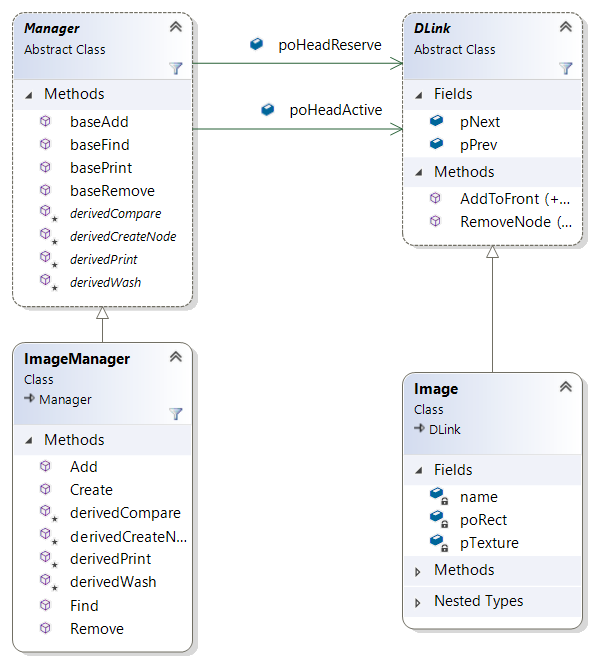 Manager
Abstract Class
Methods
baseAdd
baseFind
basePrint
baseRemove
derivedCompare
derivedCreateNode
derivedPrint
derivedWash
poHeadReserve
poHeadActive
DLink
Abstract Class
Fields
pNext
pPrev
Methods
AddToFront (+...
RemoveNode (...
ImageManager
Class
Manager
Methods
Add
Create
derivedCompare
derivedCreateN...
derivedPrint
derivedWash
Find
Remove
Image
Class
DLink
Fields
name
poRect
pTexture
Methods
Nested Types